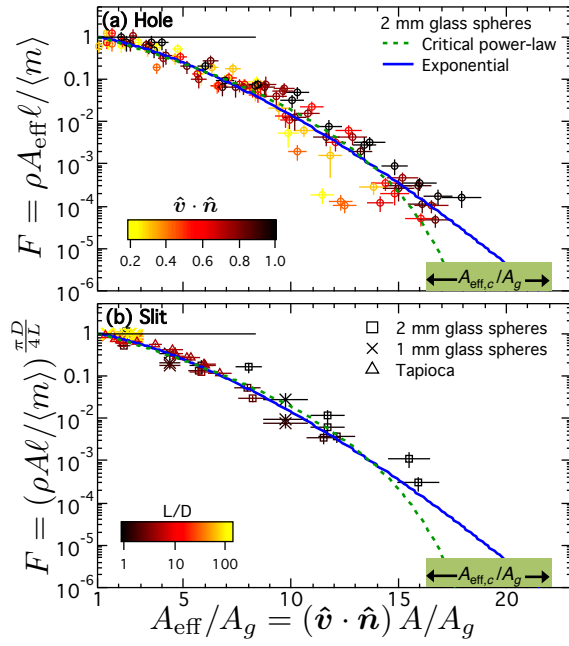 (a) Hole
2 mm glass spheres
Critical power-law
Exponential
F = ρA_eff ℓ/⟨m⟩
1
0.1
10^-2
10^-3
10^-4
10^-5
10^-6
v̂ · n̂
0.2 0.4 0.6 0.8 1.0
A_eff,c/A_g
(b) Slit
2 mm glass spheres
1 mm glass spheres
Tapioca
F = (ρAℓ/⟨m⟩)^(πD/4L)
1
0.1
10^-2
10^-3
10^-4
10^-5
10^-6
L/D
1 10 100
A_eff,c/A_g
1 10 15 20
A_eff/A_g = (v̂ · n̂) A/A_g